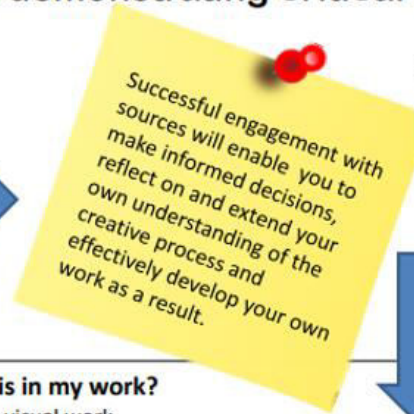 Successful engagement with
sources will enable you to
make informed decisions,
reflect on and extend your
own understanding of the
creative process and
effectively develop your own
work as a result.
is in my work?